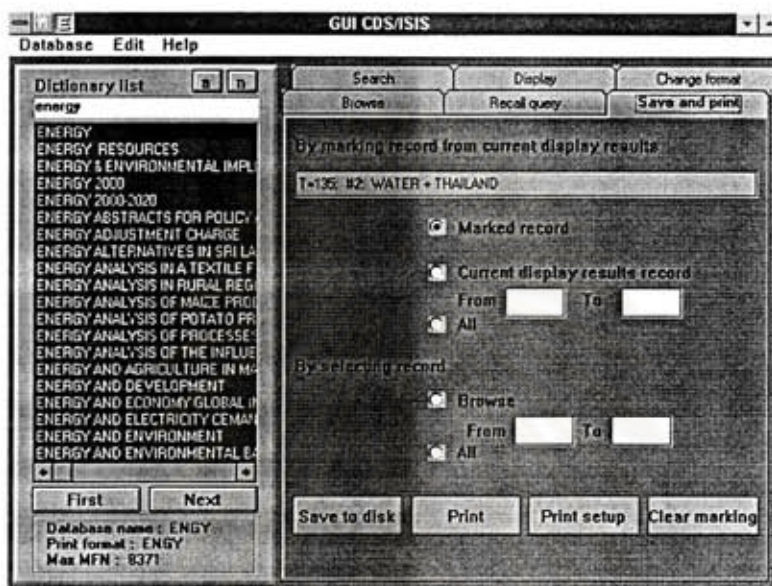 GUI CDS/ISIS
Database Edit Help
Dictionary list
a n
energy
ENERGY
ENERGY RESOURCES
ENERGY & ENVIRONMENTAL IMPL
ENERGY 2000
ENERGY 2000-2020
ENERGY ABSTRACTS FOR POLICY
ENERGY ADJUSTMENT CHARGE
ENERGY ALTERNATIVES IN SRI LA
ENERGY ANALYSIS IN A TEXTILE F
ENERGY ANALYSIS IN RURAL REG
ENERGY ANALYSIS OF MAIZE PROD
ENERGY ANALYSIS OF POTATO PR
ENERGY ANALYSIS OF PROCESSES
ENERGY ANALYSIS OF THE INFLUE
ENERGY AND AGRICULTURE IN MA
ENERGY AND DEVELOPMENT
ENERGY AND ECONOMY GLOBAL IN
ENERGY AND ELECTRICITY DEMAN
ENERGY AND ENVIRONMENT
ENERGY AND ENVIRONMENTAL BA
First Next
Database name : ENGY
Print format : ENGY
Max MFN : 8371
Search Display Change format
Browse Recall query Save and print
By marking record from current display results
T=135; #2: WATER + THAILAND
Marked record
Current display results record
From To
All
By selecting record
Browse
From To
All
Save to disk Print Print setup Clear marking